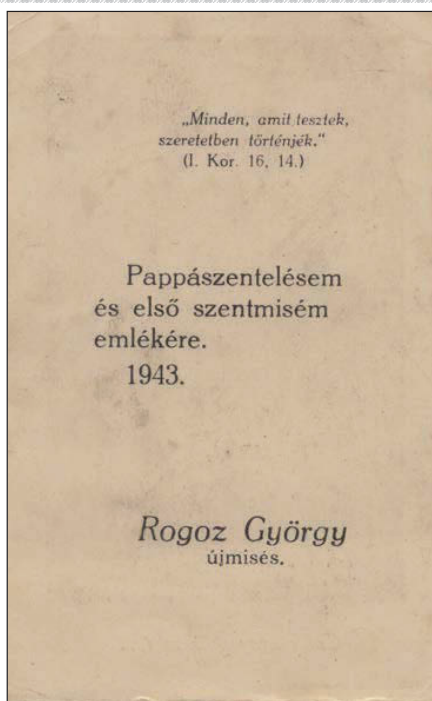 „Minden, amit tesztek,
szeretetben történjék.“
(I. Kor. 16, 14.)
Pappászentelésem
és első szentmisém
emlékére.
1943.
Rogoz György
újmisés.